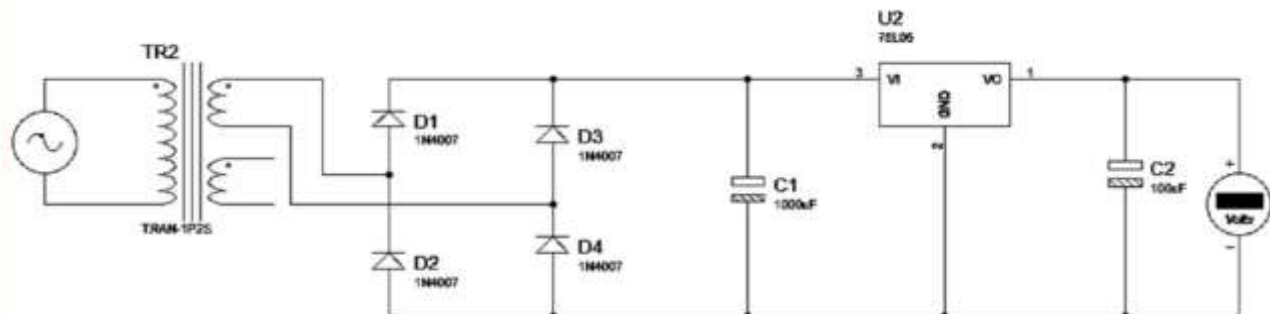 U2
78L05
TR2
3
VI
VO
1
GND
2
D1
1N4007
D3
1N4007
C1
1000uF
C2
100uF
+
Volts
−
TRAN-1P2S
D2
1N4007
D4
1N4007